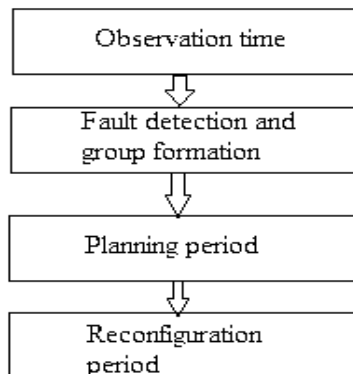 Observation time
Fault detection and
group formation
Planning period
Reconfiguration
period